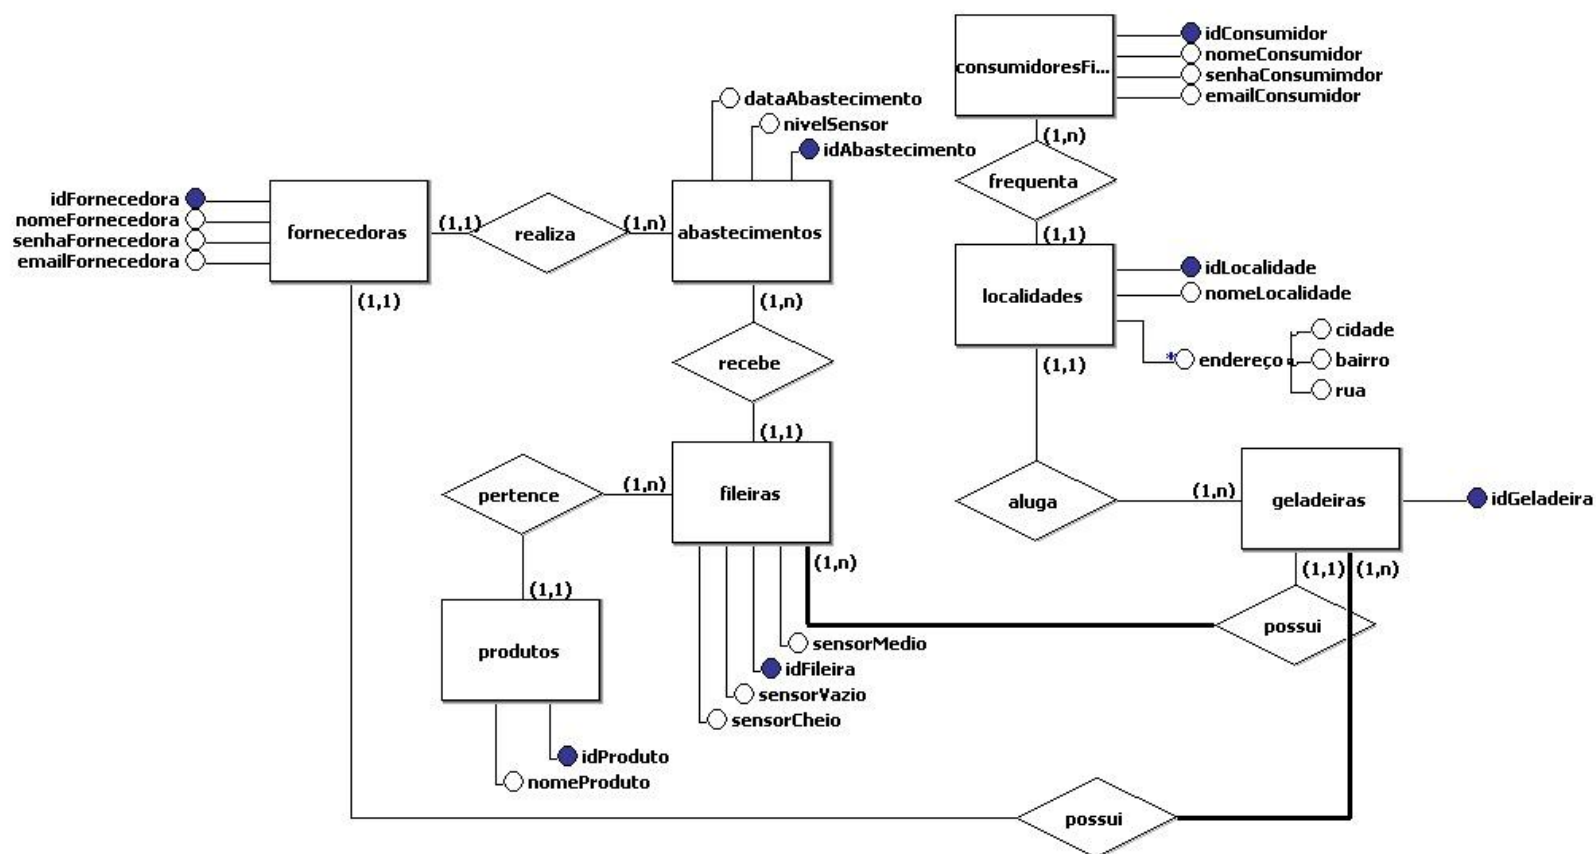 idConsumidor
nomeConsumidor
consumidoresFi...
senhaConsumimdor
emailConsumidor
dataAbastecimento
nivelSensor
idAbastecimento
(1,n)
frequenta
idFornecedora
nomeFornecedora
senhaFornecedora
emailFornecedora
fornecedoras
(1,1)
realiza
(1,n)
abastecimentos
(1,1)
localidades
idLocalidade
nomeLocalidade
(1,1)
(1,n)
cidade
*
endereço
bairro
rua
(1,1)
recebe
(1,1)
pertence
(1,n)
fileiras
aluga
(1,n)
geladeiras
idGeladeira
(1,n)
(1,1)
(1,n)
(1,1)
produtos
possui
sensorMedio
idFileira
sensorVazio
sensorCheio
idProduto
nomeProduto
possui